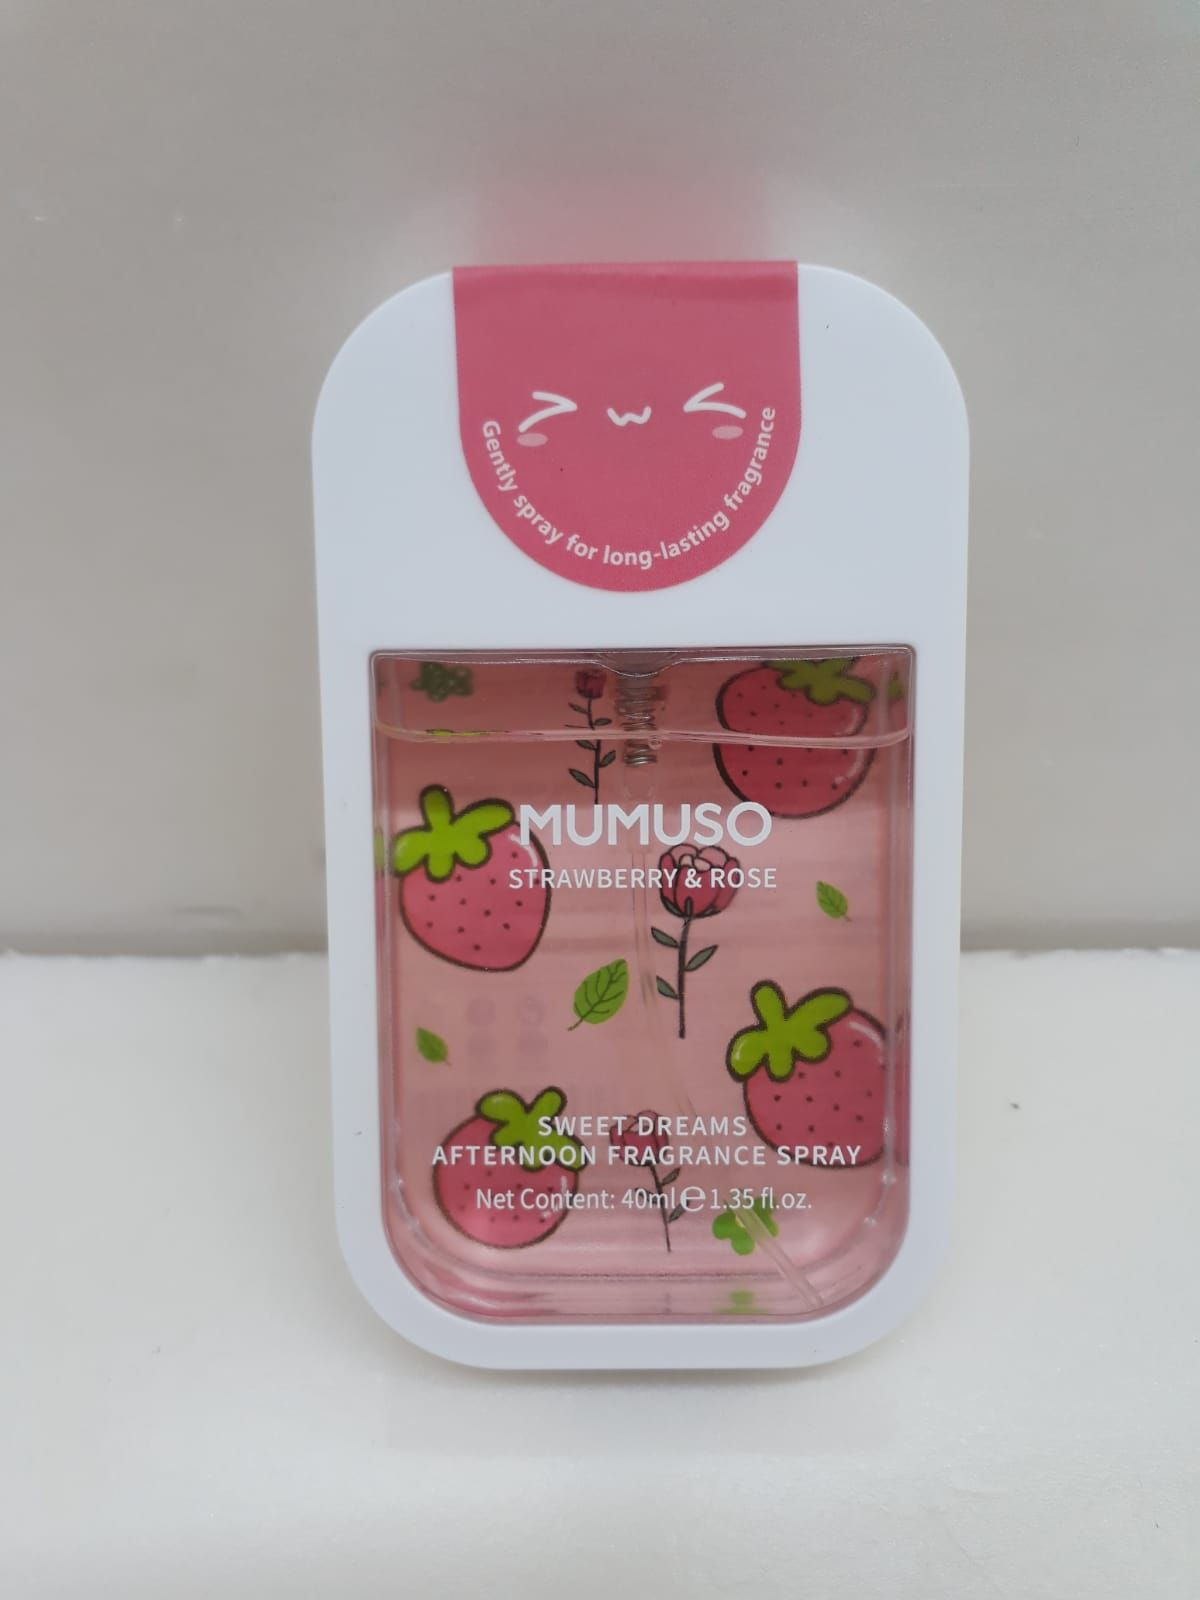 Gently spray for long-lasting fragrance
MUMUSO
STRAWBERRY & ROSE
SWEET DREAMS
AFTERNOON FRAGRANCE SPRAY
Net Content: 40ml℮1.35 fl.oz.